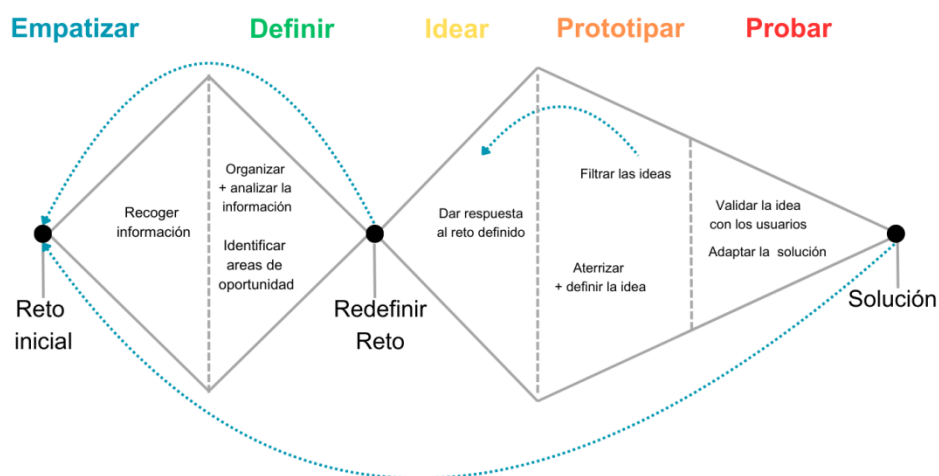 Empatizar
Definir
Idear
Prototipar
Probar
Recoger
información
Organizar
+ analizar la
información
Identificar
areas de
oportunidad
Dar respuesta
al reto definido
Filtrar las ideas
Aterrizar
+ definir la idea
Validar la idea
con los usuarios
Adaptar la solución
Reto
inicial
Redefinir
Reto
Solución